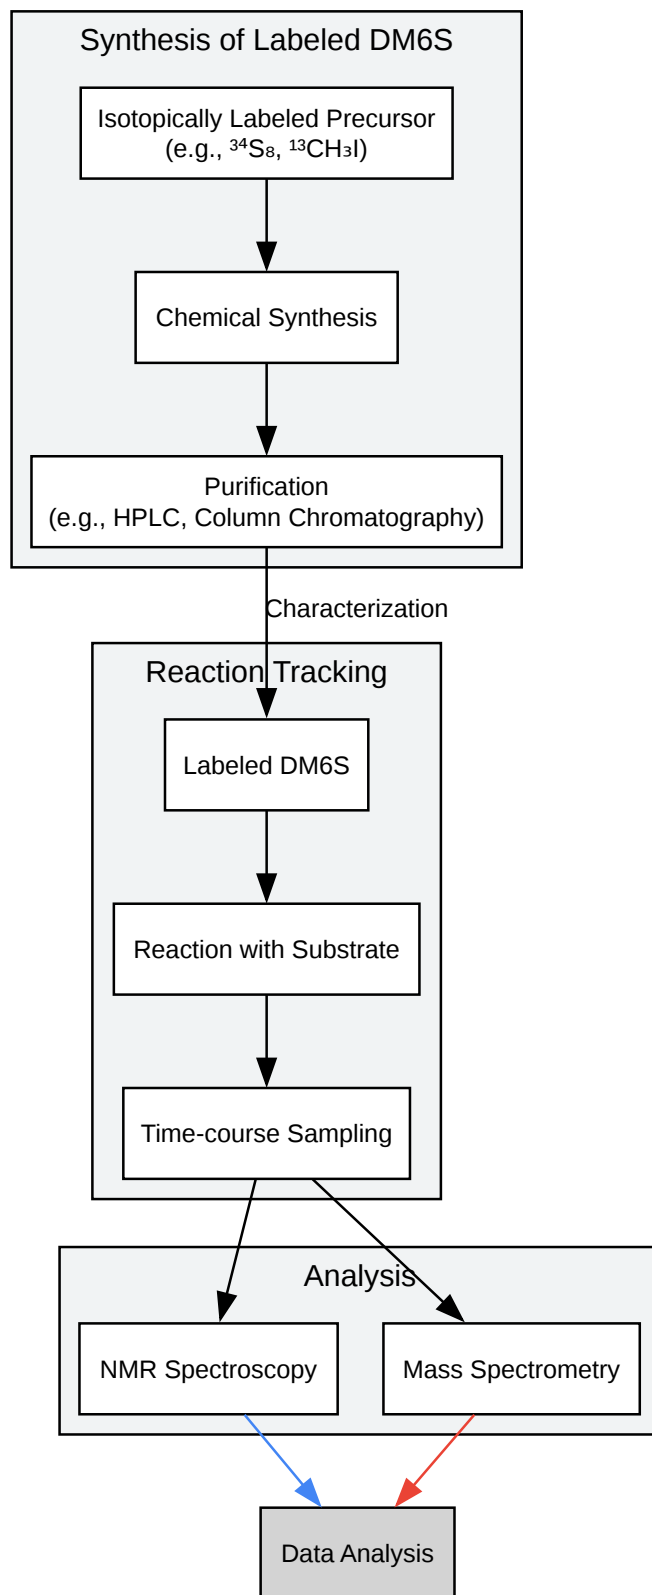 Synthesis of Labeled DM6S
Isotopically Labeled Precursor
(e.g., ³⁴S₈, ¹³CH₃I)
Chemical Synthesis
Purification
(e.g., HPLC, Column Chromatography)
Characterization
Reaction Tracking
Labeled DM6S
Reaction with Substrate
Time-course Sampling
Analysis
NMR Spectroscopy
Mass Spectrometry
Data Analysis